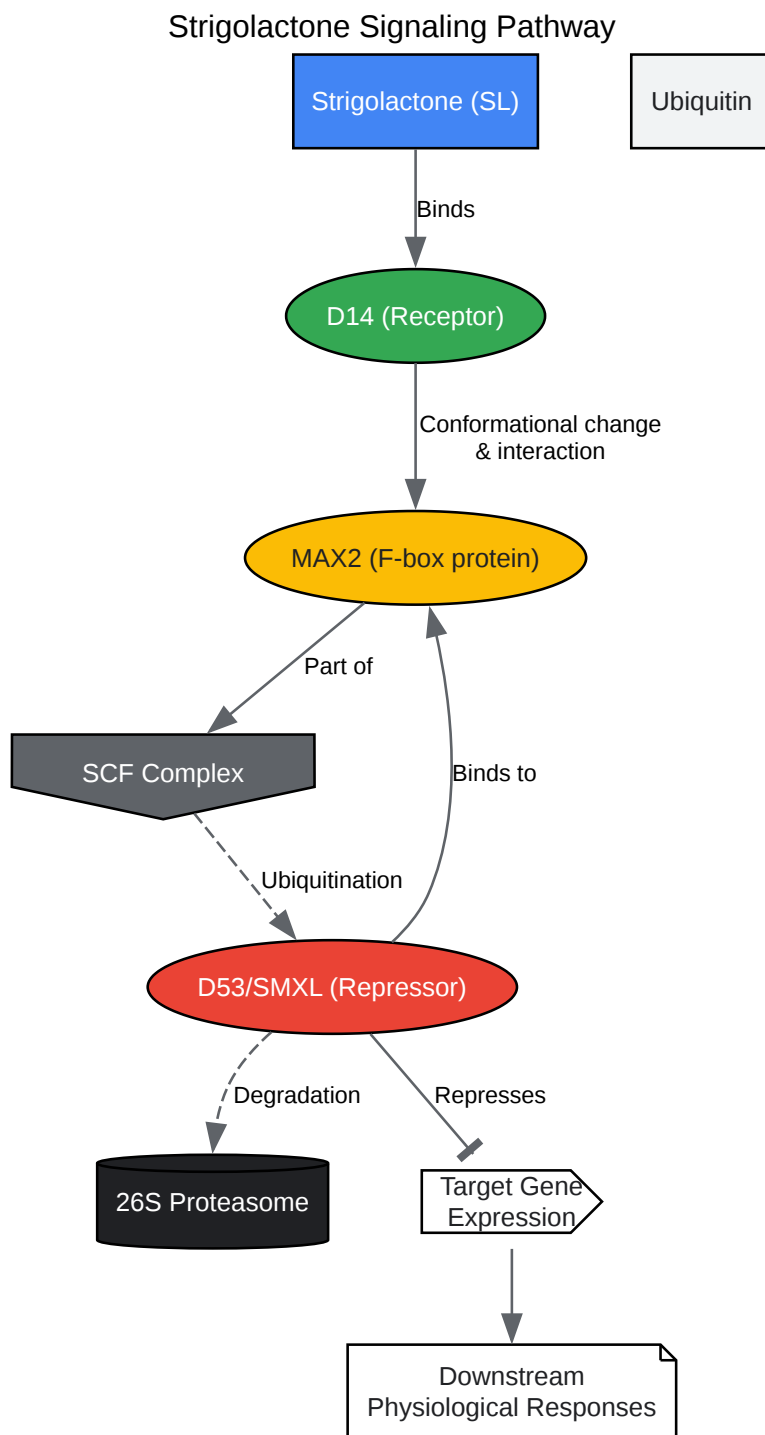 Strigolactone Signaling Pathway
Strigolactone (SL)
Ubiquitin
Binds
D14 (Receptor)
Conformational change
& interaction
MAX2 (F-box protein)
Part of
SCF Complex
Binds to
Ubiquitination
D53/SMXL (Repressor)
Degradation
Represses
26S Proteasome
Target Gene
Expression
Downstream
Physiological Responses